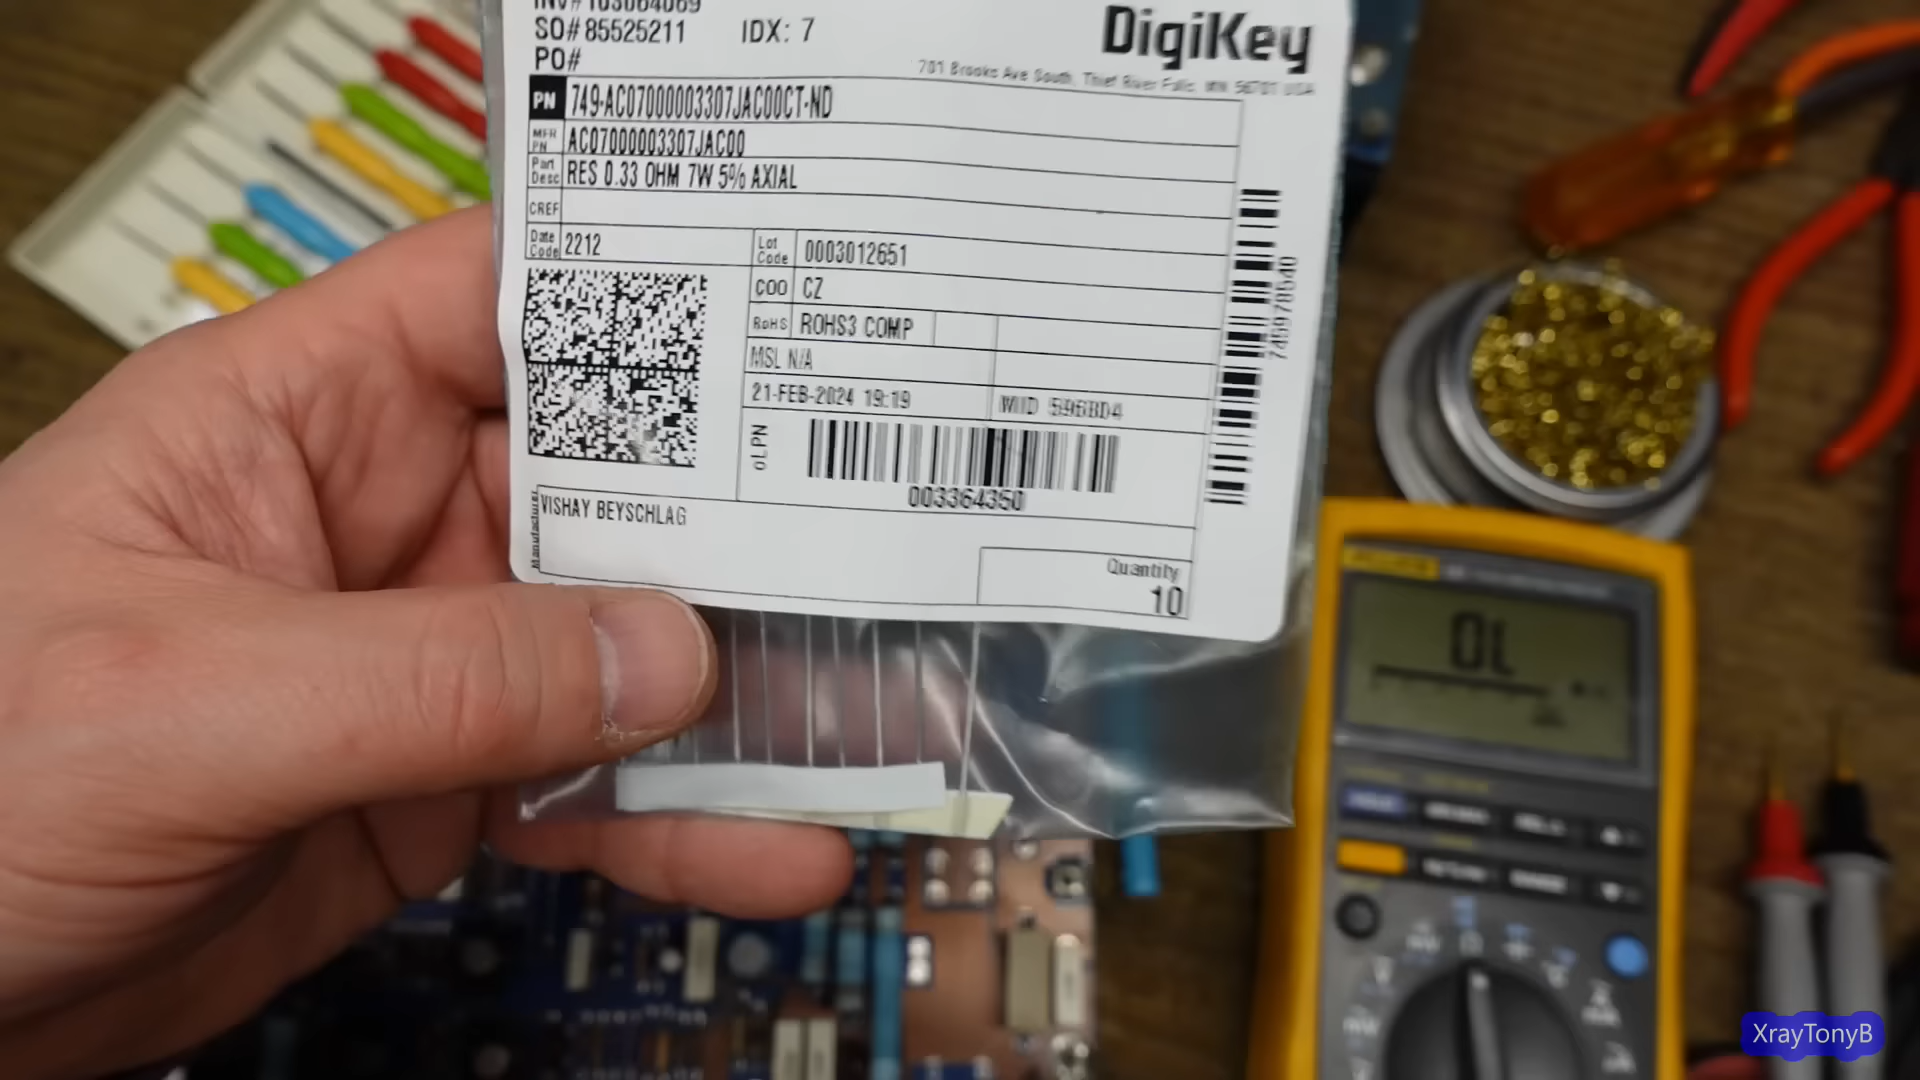 INV# 103064069
SO# 85525211 IDX: 7
PO#
DigiKey
701 Brooks Ave South, Thief River Falls, MN 56701 USA
PN 749-AC07000003307JAC00CT-ND
MFR PN AC07000003307JAC00
Part Desc RES 0.33 OHM 7W 5% AXIAL
CREF
Date Code 2212 Lot Code 0003012651
COO CZ
RoHS ROHS3 COMP
MSL N/A
21-FEB-2024 19:19
oLPN
003364350
Manufacturer VISHAY BEYSCHLAG
Quantity
10
OL
XrayTonyB